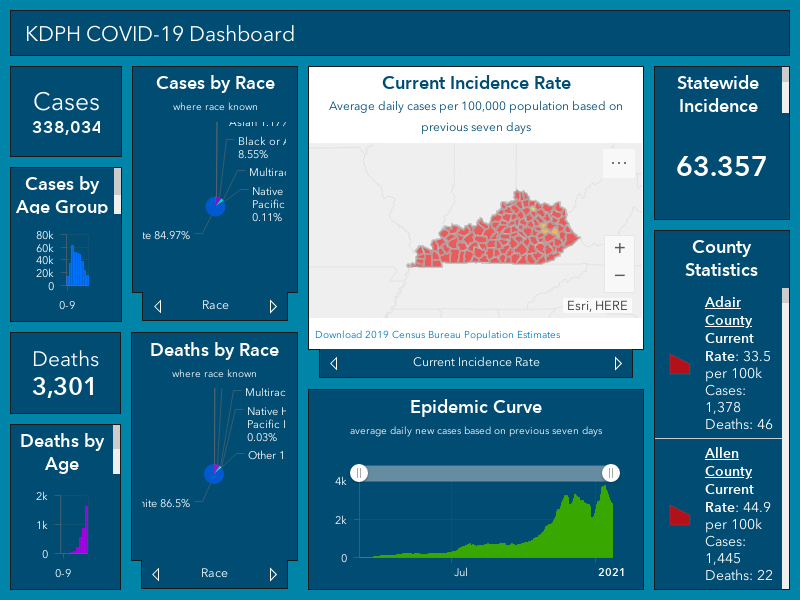 KDPH COVID-19 Dashboard
Cases
338,034
Cases by
Age Group
80k
60k
40k
20k
0
0-9
Deaths
3,301
Deaths by
Age
2k
1k
0
0-9
Cases by Race
where race known
Asian 1.17%
Black or A
8.55%
Multirac
Native
Pacific
0.11%
te 84.97%
Race
Deaths by Race
where race known
Multirac
Native H
Pacific I
0.03%
Other 1
nite 86.5%
Race
Current Incidence Rate
Average daily cases per 100,000 population based on
previous seven days
...
+
−
Esri, HERE
Download 2019 Census Bureau Population Estimates
Current Incidence Rate
Epidemic Curve
average daily new cases based on previous seven days
4k
2k
0
Jul
2021
Statewide
Incidence
63.357
County
Statistics
Adair
County
Current
Rate: 33.5
per 100k
Cases:
1,378
Deaths: 46
Allen
County
Current
Rate: 44.9
per 100k
Cases:
1,445
Deaths: 22